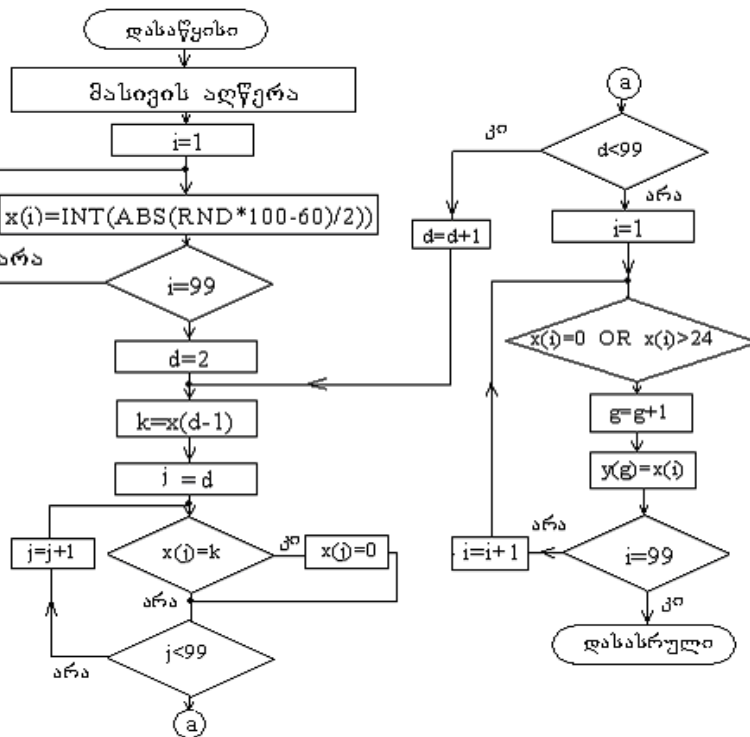 დასაწყისი
მასივის აღწერა
i=1
x(i)=INT(ABS(RND*100-60)/2))
არა
i=99
d=2
k=x(d-1)
j =d
j=j+1
x(j)=k
კი
x(j)=0
არა
j<99
არა
a
a
კი
d<99
არა
d=d+1
i=1
x(i)=0 OR x(i)>24
g=g+1
y(g)=x(i)
არა
i=i+1
i=99
კი
დასასრული